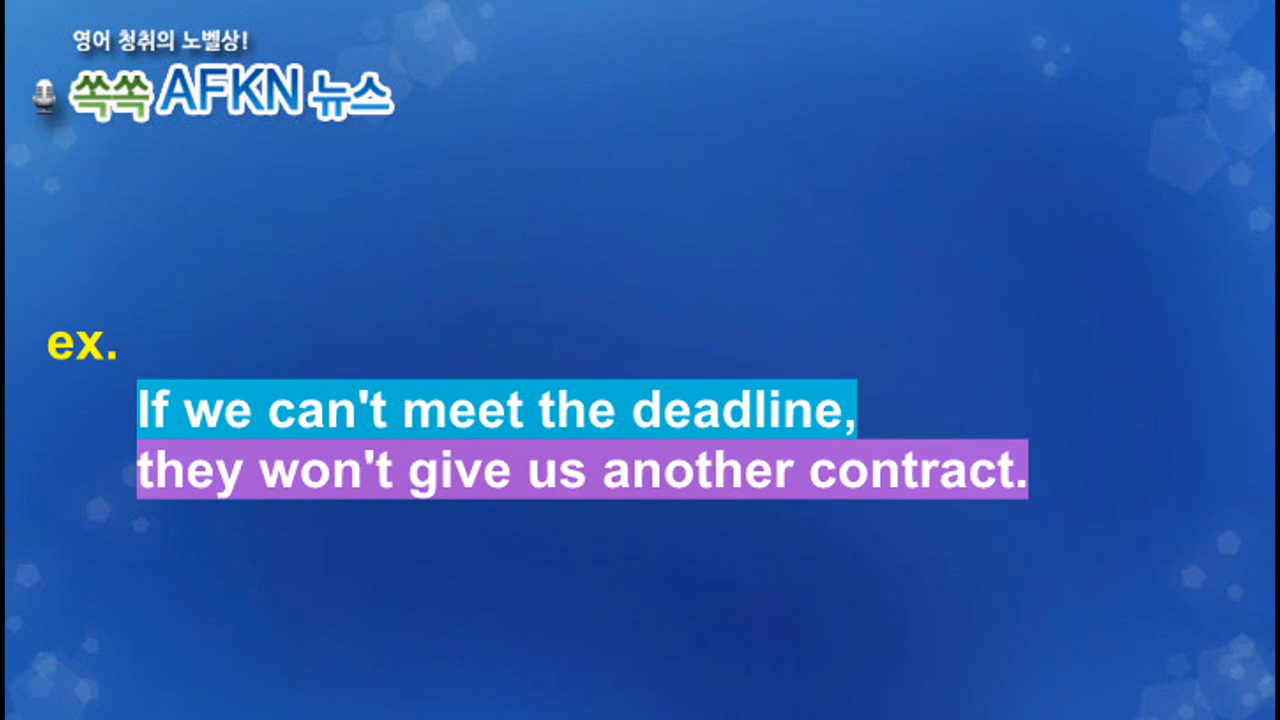 영어 청취의 노벨상!
쏙쏙 AFKN 뉴스
ex.
If we can't meet the deadline,
they won't give us another contract.